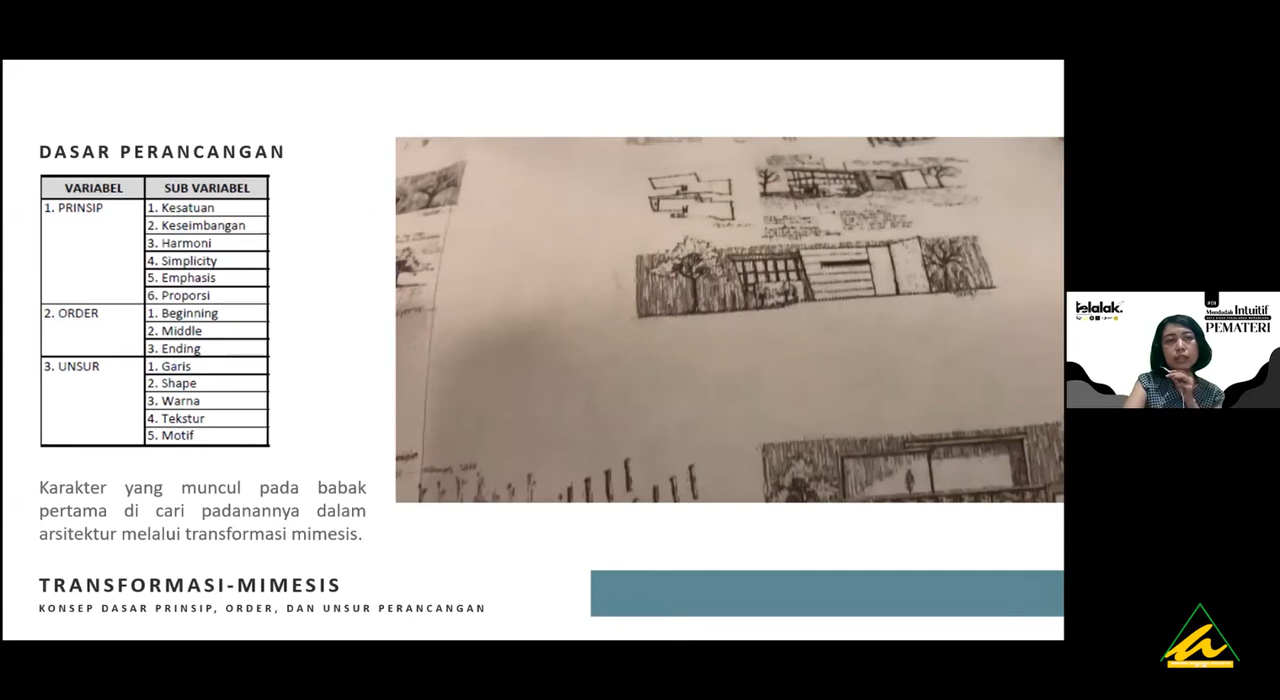 DASAR PERANCANGAN
VARIABEL SUB VARIABEL
1. PRINSIP 1. Kesatuan
2. Keseimbangan
3. Harmoni
4. Simplicity
5. Emphasis
6. Proporsi
2. ORDER 1. Beginning
2. Middle
3. Ending
3. UNSUR 1. Garis
2. Shape
3. Warna
4. Tekstur
5. Motif
Karakter yang muncul pada babak
pertama di cari padanannya dalam
arsitektur melalui transformasi mimesis.
TRANSFORMASI-MIMESIS
KONSEP DASAR PRINSIP, ORDER, DAN UNSUR PERANCANGAN
telalak.
Mendadak Intuitif
PEMATERI